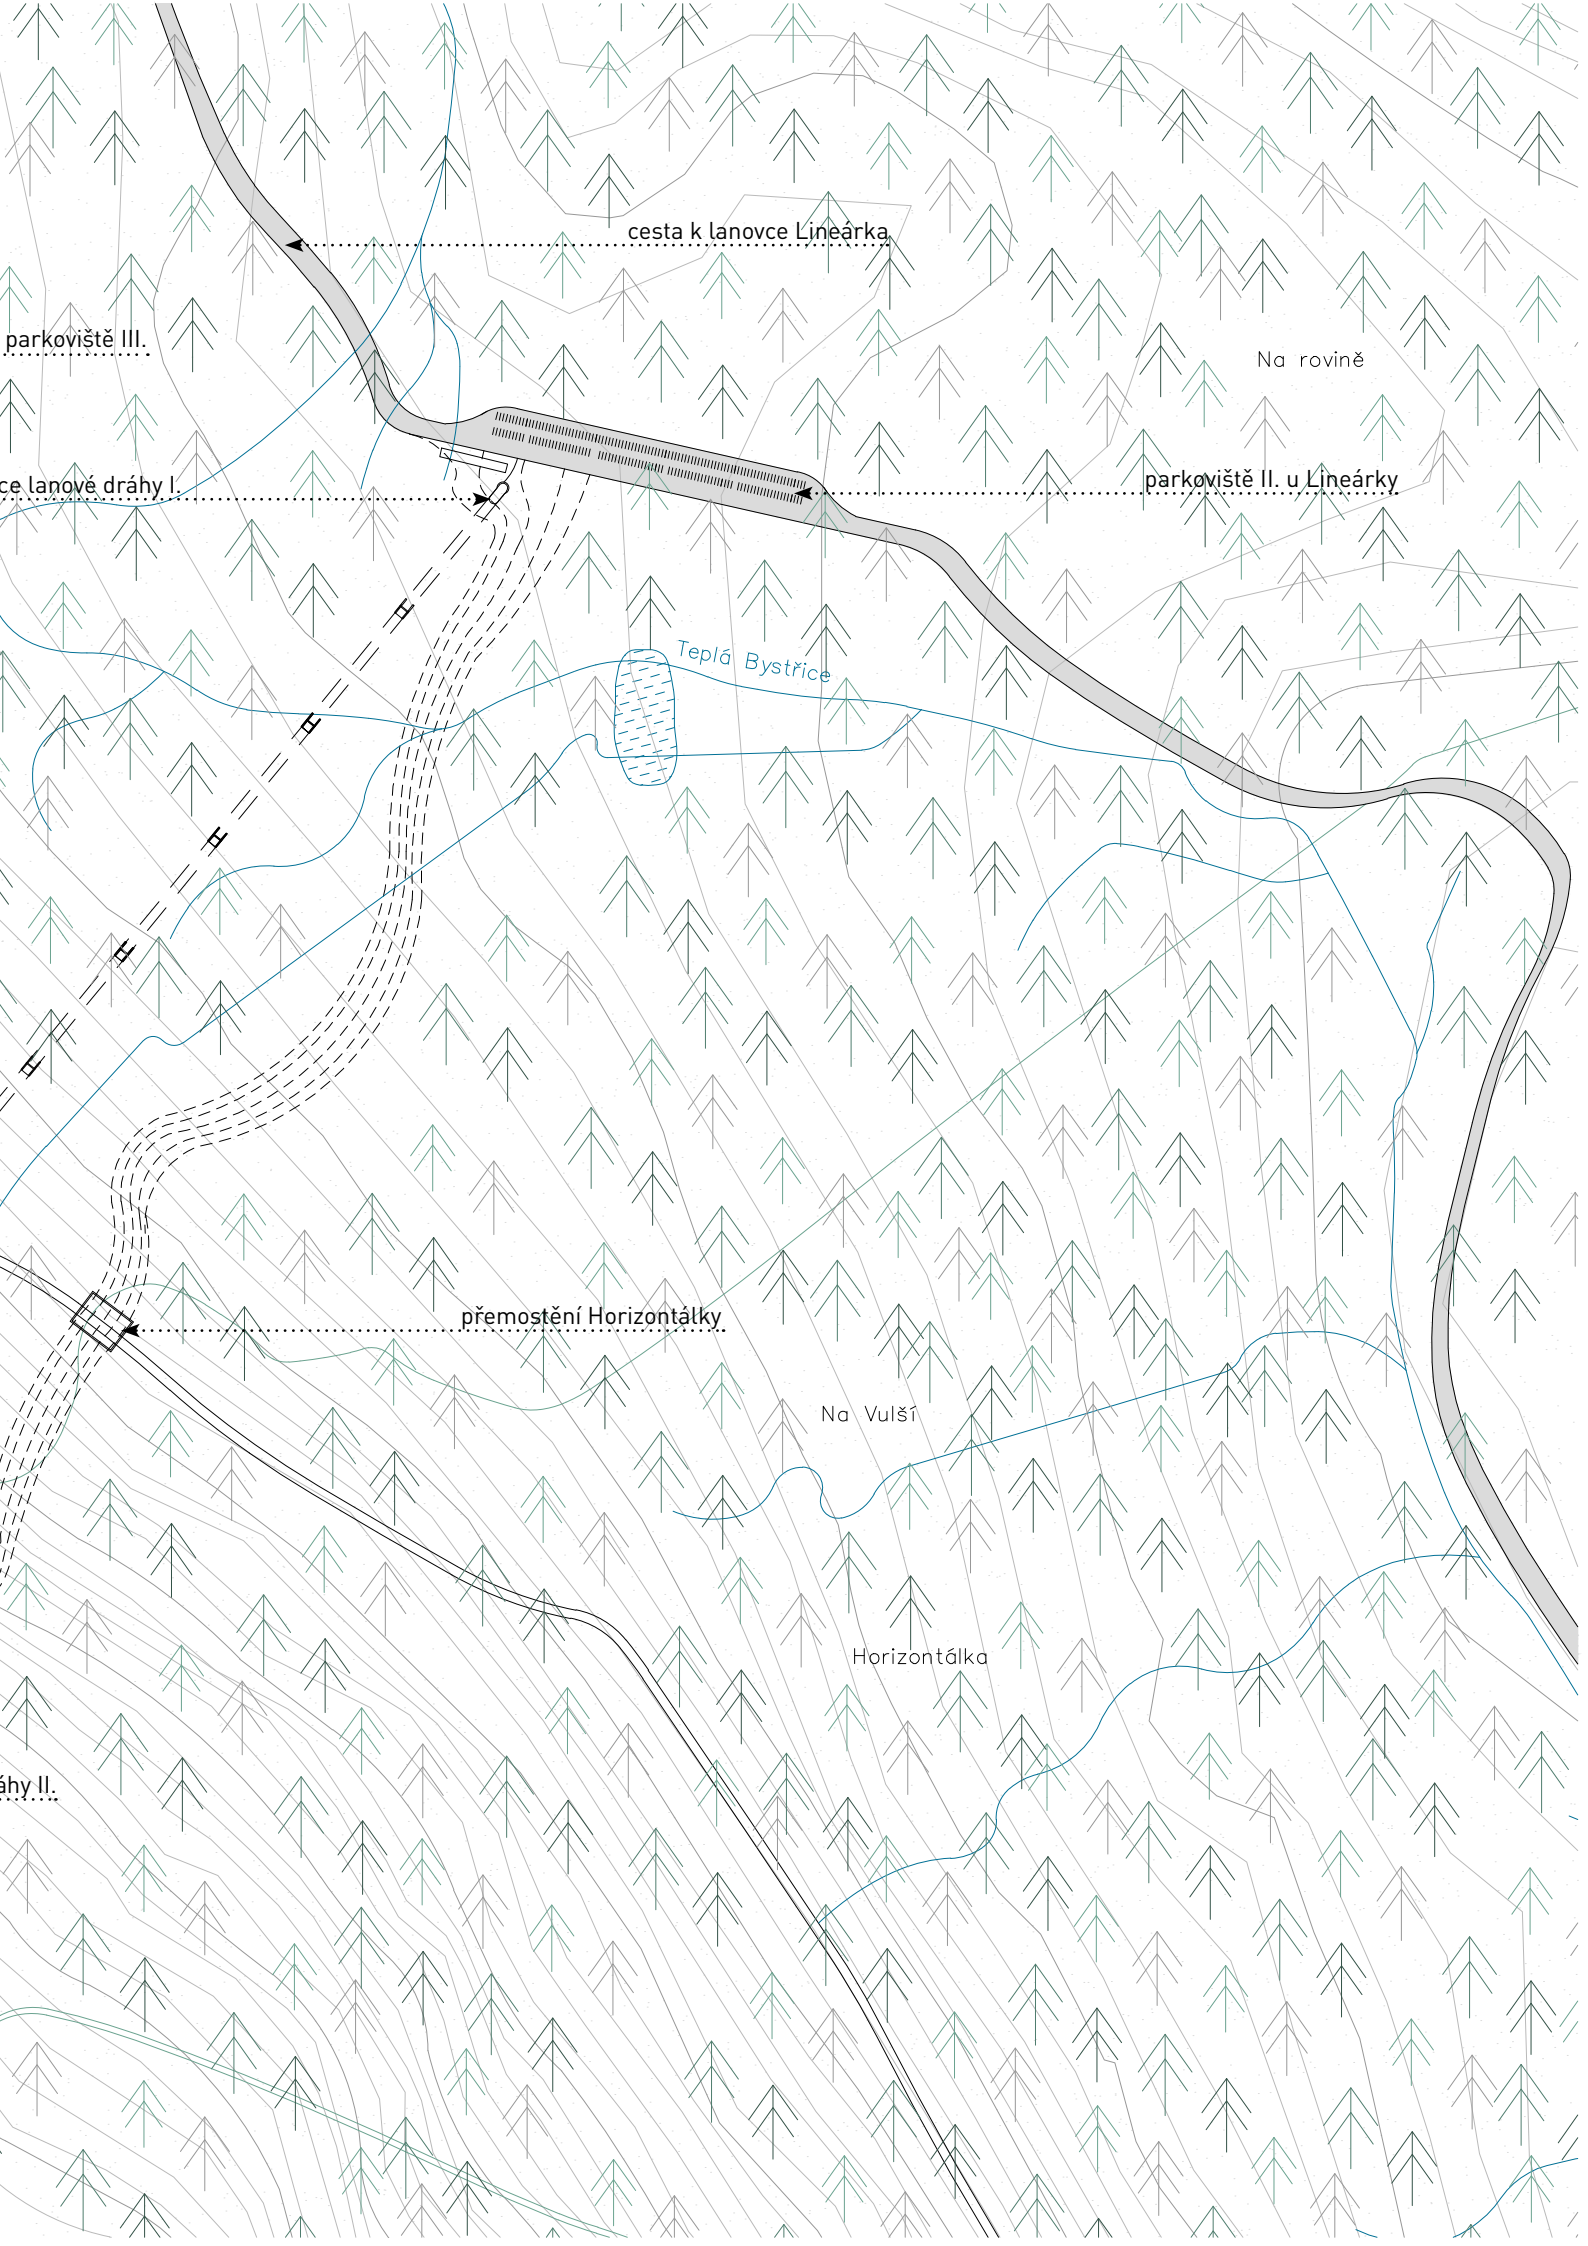 cesta k lanovce Lineárka
parkoviště III.
Na rovině
ce lanové dráhy I.
parkoviště II. u Lineárky
Teplá Bystřice
přemostění Horizontálky
Na Vulší
Horizontálka
áhy II.